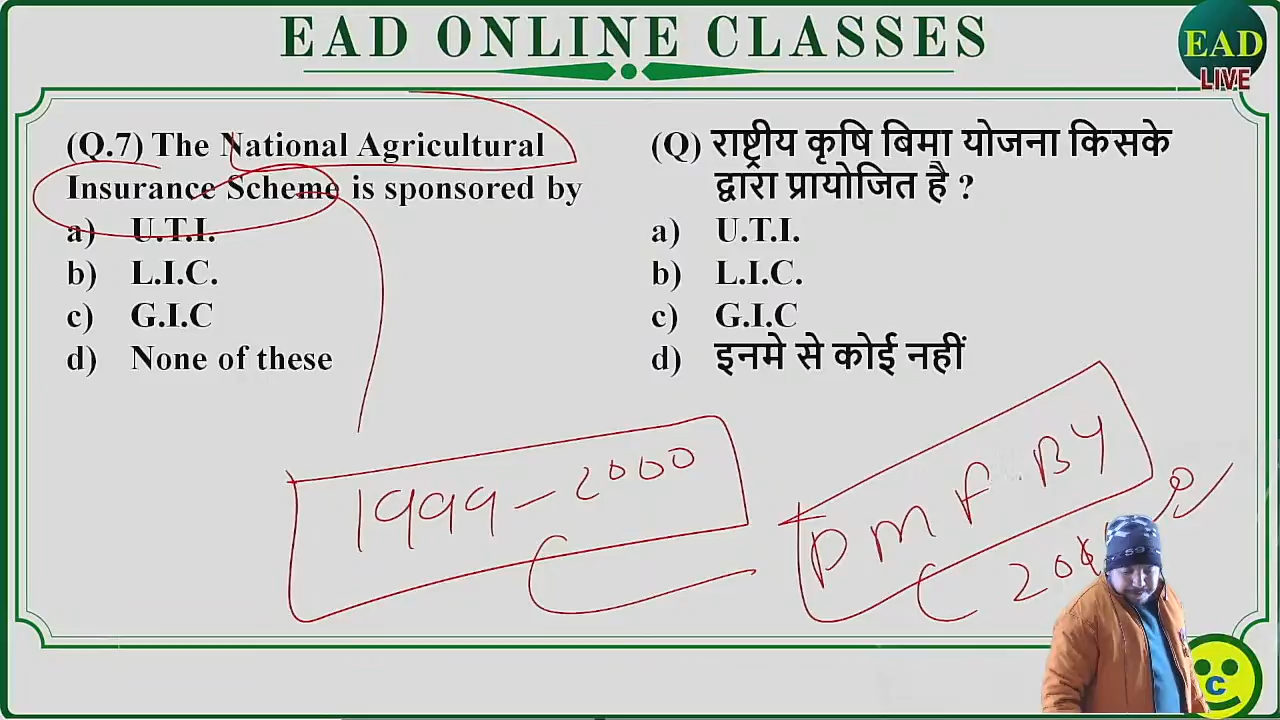 EAD ONLINE CLASSES
EAD
LIVE
(Q.7) The National Agricultural
Insurance Scheme is sponsored by
a) U.T.I.
b) L.I.C.
c) G.I.C
d) None of these
(Q) राष्ट्रीय कृषि बिमा योजना किसके
द्वारा प्रायोजित है ?
a) U.T.I.
b) L.I.C.
c) G.I.C
d) इनमे से कोई नहीं
1999-2000
PMFBY
C